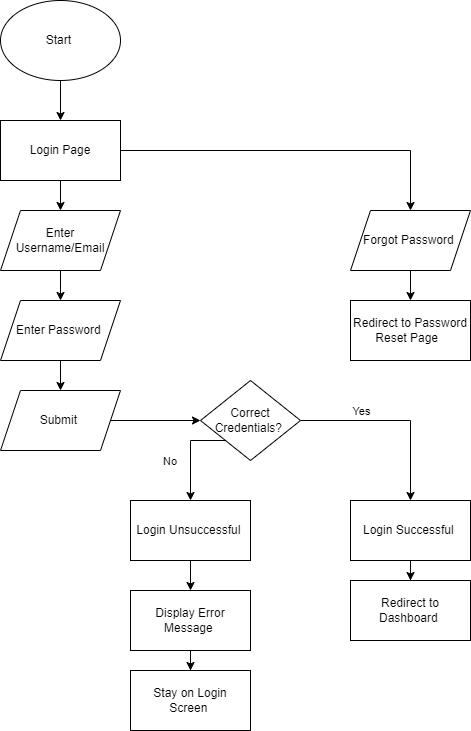 Start
Login Page
Enter
Username/Email
Forgot Password
Enter Password
Redirect to Password
Reset Page
Submit
Correct
Credentials?
Yes
No
Login Unsuccessful
Login Successful
Display Error
Message
Redirect to
Dashboard
Stay on Login
Screen